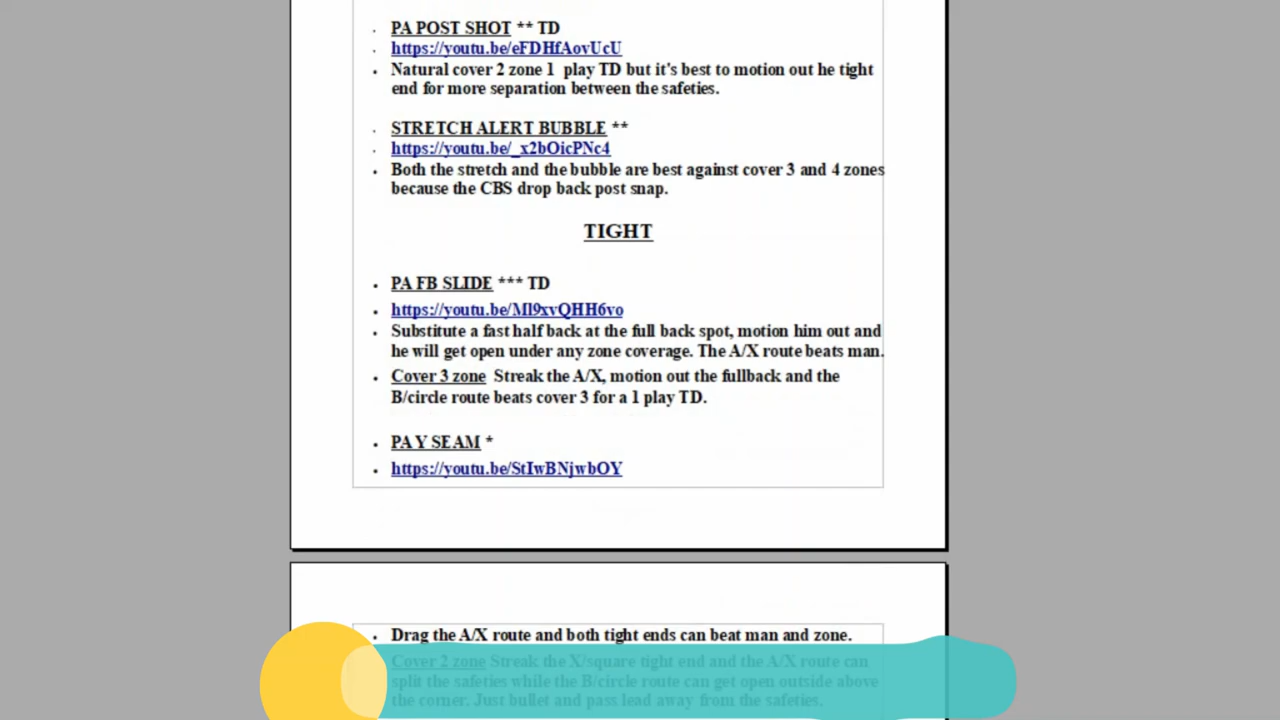 PA POST SHOT ** TD
https://youtu.be/eFDHfAovUcU
Natural cover 2 zone 1 play TD but it's best to motion out he tight
end for more separation between the safeties.
STRETCH ALERT BUBBLE **
https://youtu.be/_x2bOicPNc4
Both the stretch and the bubble are best against cover 3 and 4 zones
because the CBS drop back post snap.
TIGHT
PA FB SLIDE *** TD
https://youtu.be/Ml9xvQHH6vo
Substitute a fast half back at the full back spot, motion him out and
he will get open under any zone coverage. The A/X route beats man.
Cover 3 zone Streak the A/X, motion out the fullback and the
B/circle route beats cover 3 for a 1 play TD.
PA Y SEAM *
https://youtu.be/StIwBNjwbOY
Drag the A/X route and both tight ends can beat man and zone.
Cover 2 zone Streak the X/square tight end and the A/X route can
split the safeties while the B/circle route can get open outside above
the corner. Just bullet and pass lead away from the safeties.